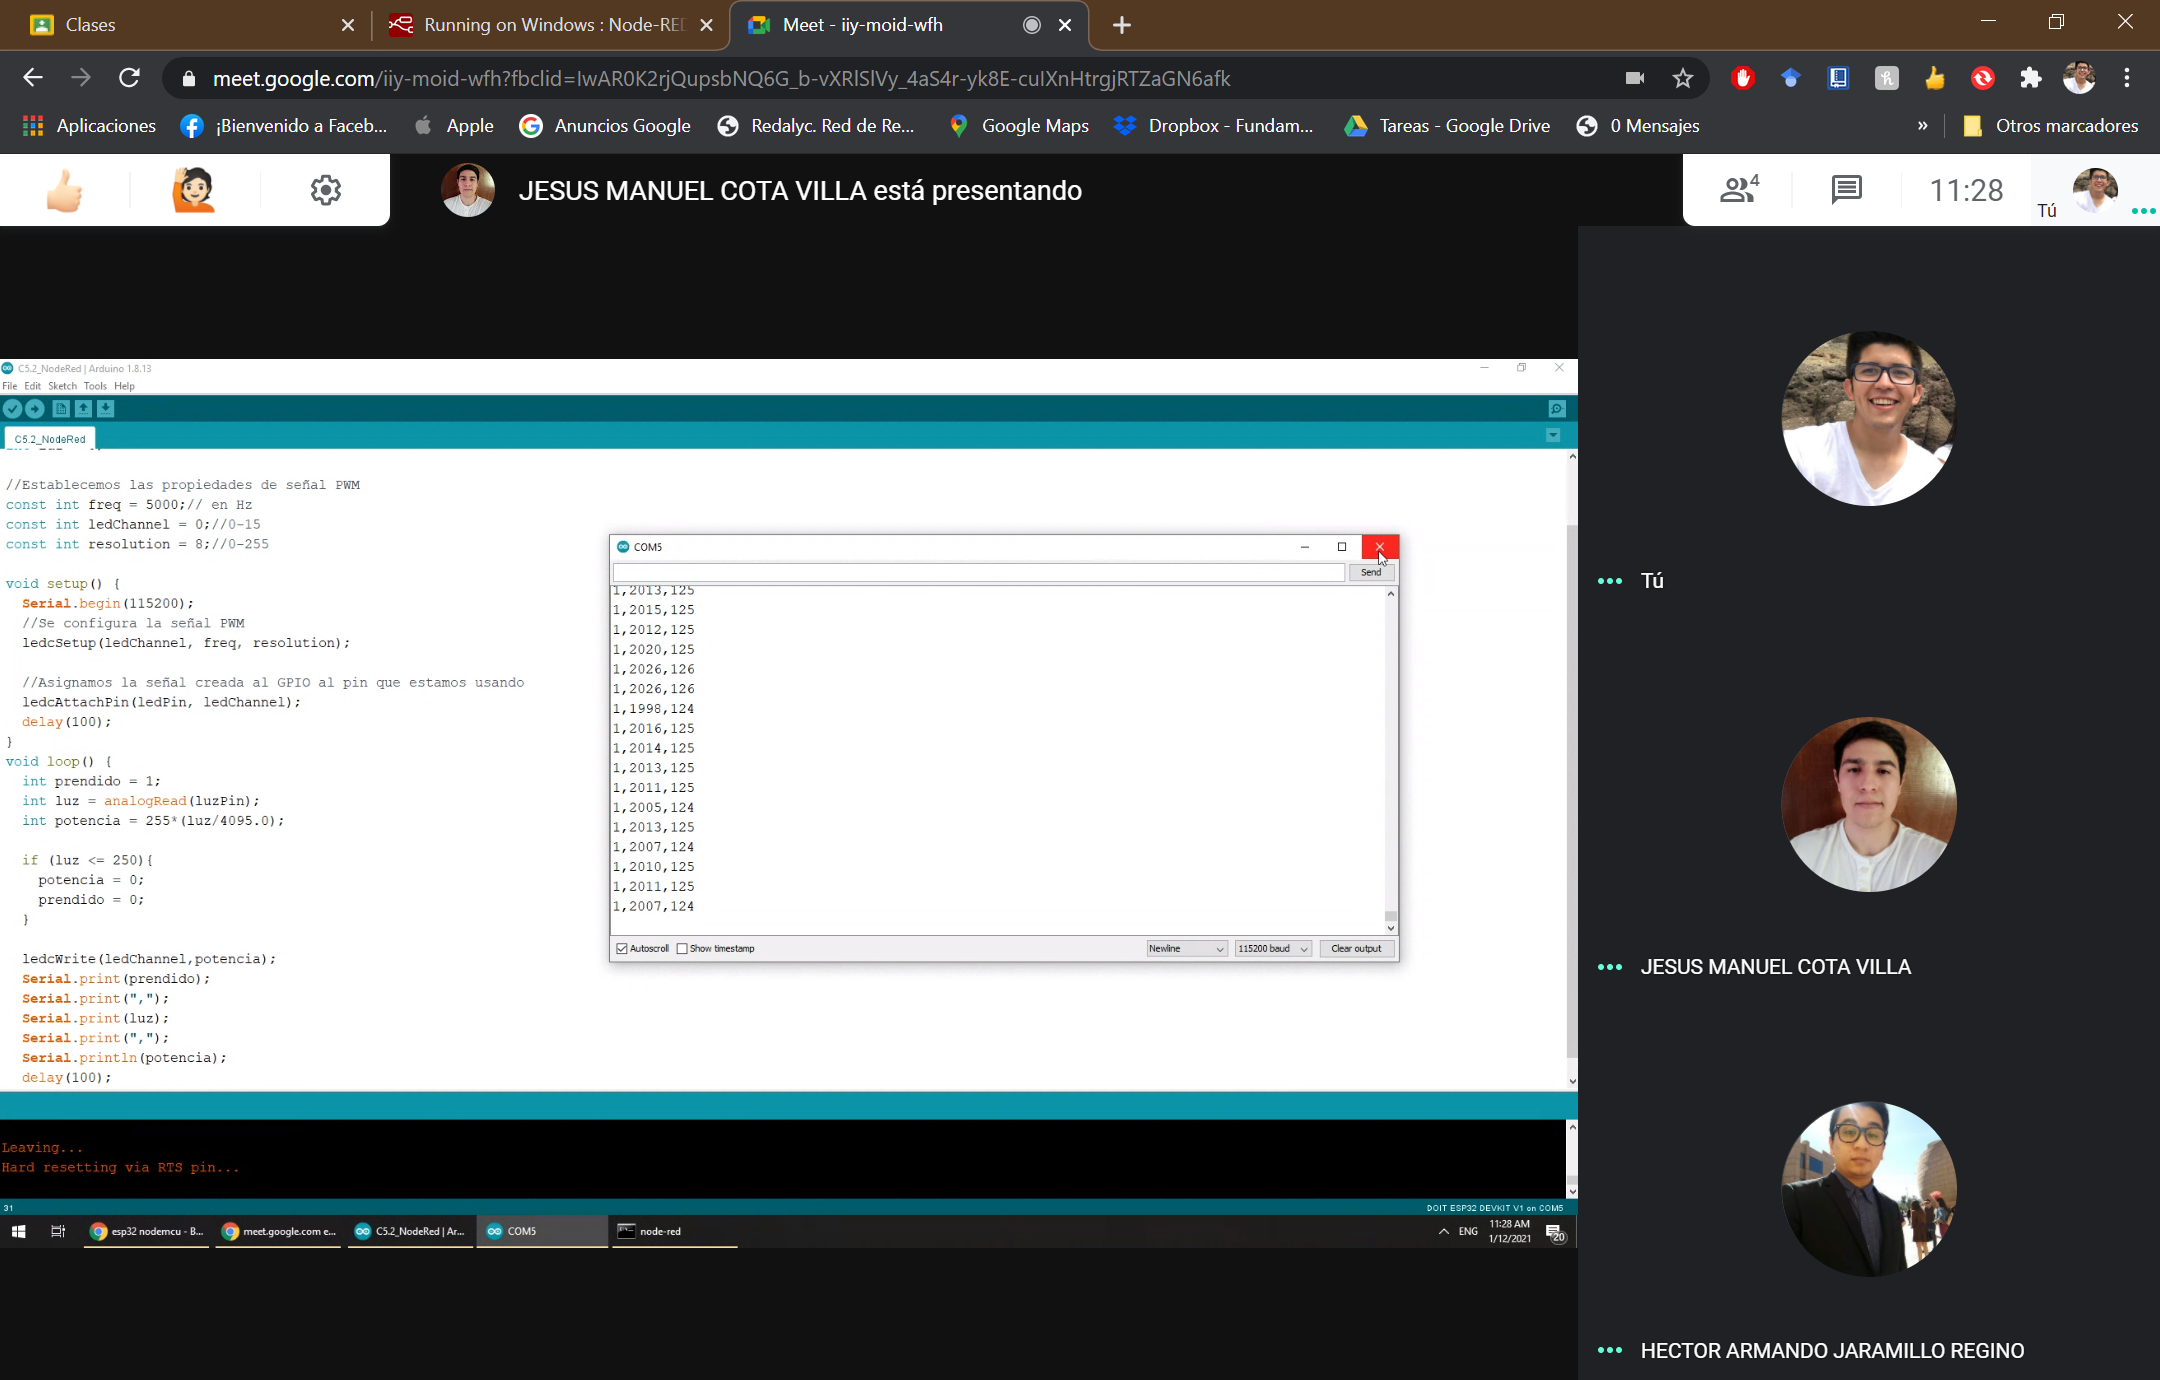 Clases
Running on Windows : Node-RED
Meet - iiy-moid-wfh
meet.google.com/iiy-moid-wfh?fbclid=IwAR0K2rjQupsbNQ6G_b-vXRlSlVy_4aS4r-yk8E-cuIXnHtrgjRTZaGN6afk
Aplicaciones
¡Bienvenido a Faceb...
Apple
Anuncios Google
Redalyc. Red de Re...
Google Maps
Dropbox - Fundam...
Tareas - Google Drive
0 Mensajes
»
Otros marcadores
JESUS MANUEL COTA VILLA está presentando
4
11:28
Tú
C5.2_NodeRed | Arduino 1.8.13
File Edit Sketch Tools Help
C5.2_NodeRed
//Establecemos las propiedades de señal PWM
const int freq = 5000;// en Hz
const int ledChannel = 0;//0-15
const int resolution = 8;//0-255
void setup() {
Serial.begin(115200);
//Se configura la señal PWM
ledcSetup(ledChannel, freq, resolution);
//Asignamos la señal creada al GPIO al pin que estamos usando
ledcAttachPin(ledPin, ledChannel);
delay(100);
}
void loop() {
int prendido = 1;
int luz = analogRead(luzPin);
int potencia = 255*(luz/4095.0);
if (luz <= 250){
potencia = 0;
prendido = 0;
}
ledcWrite(ledChannel,potencia);
Serial.print(prendido);
Serial.print(",");
Serial.print(luz);
Serial.print(",");
Serial.println(potencia);
delay(100);
COM5
Send
1,2013,125
1,2015,125
1,2012,125
1,2020,125
1,2026,126
1,2026,126
1,1998,124
1,2016,125
1,2014,125
1,2013,125
1,2011,125
1,2005,124
1,2013,125
1,2007,124
1,2010,125
1,2011,125
1,2007,124
Autoscroll Show timestamp
Newline
115200 baud
Clear output
Leaving...
Hard resetting via RTS pin...
31
DOIT ESP32 DEVKIT V1 on COM5
esp32 nodemcu - B...
meet.google.com e...
C5.2_NodeRed | Ar...
COM5
node-red
ENG
11:28 AM
1/12/2021
20
Tú
JESUS MANUEL COTA VILLA
HECTOR ARMANDO JARAMILLO REGINO